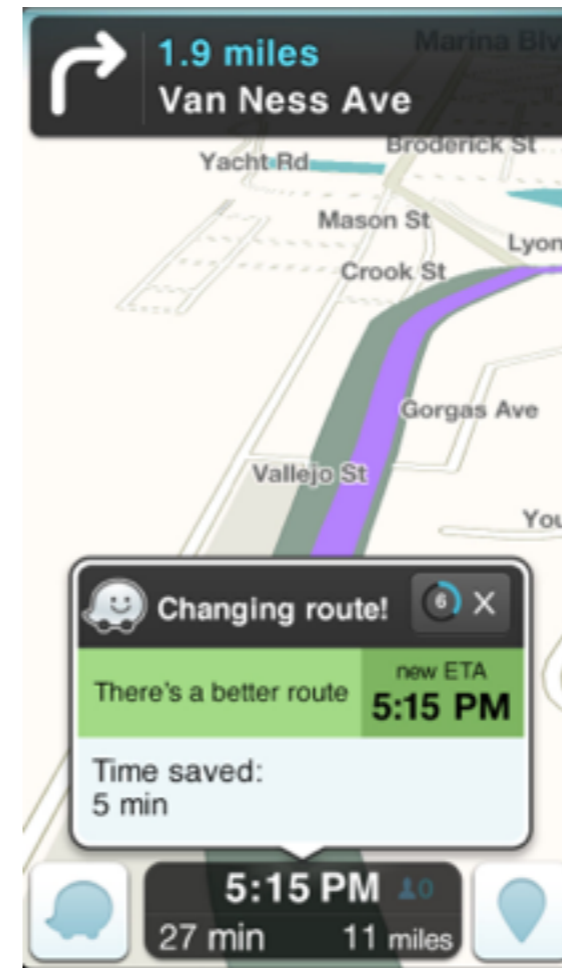 1.9 miles
Van Ness Ave
Marina Blv
Broderick St
Yacht Rd
Mason St
Lyon
Crook St
Gorgas Ave
Vallejo St
You
Changing route!
6 X
There's a better route
new ETA
5:15 PM
Time saved:
5 min
5:15 PM 0
27 min 11 miles